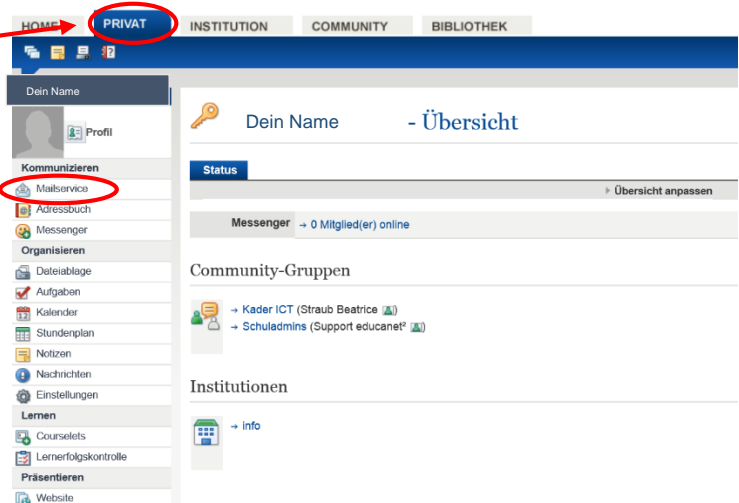 HOME PRIVAT INSTITUTION COMMUNITY BIBLIOTHEK
Dein Name
Profil
Kommunizieren
Mailservice
Adressbuch
Messenger
Organisieren
Dateiablage
Aufgaben
Kalender
Stundenplan
Notizen
Nachrichten
Einstellungen
Lernen
Courselets
Lernerfolgskontrolle
Präsentieren
Website
Dein Name - Übersicht
Status
Übersicht anpassen
Messenger → 0 Mitglied(er) online
Community-Gruppen
→ Kader ICT (Straub Beatrice)
→ Schuladmins (Support educanet²)
Institutionen
→ info